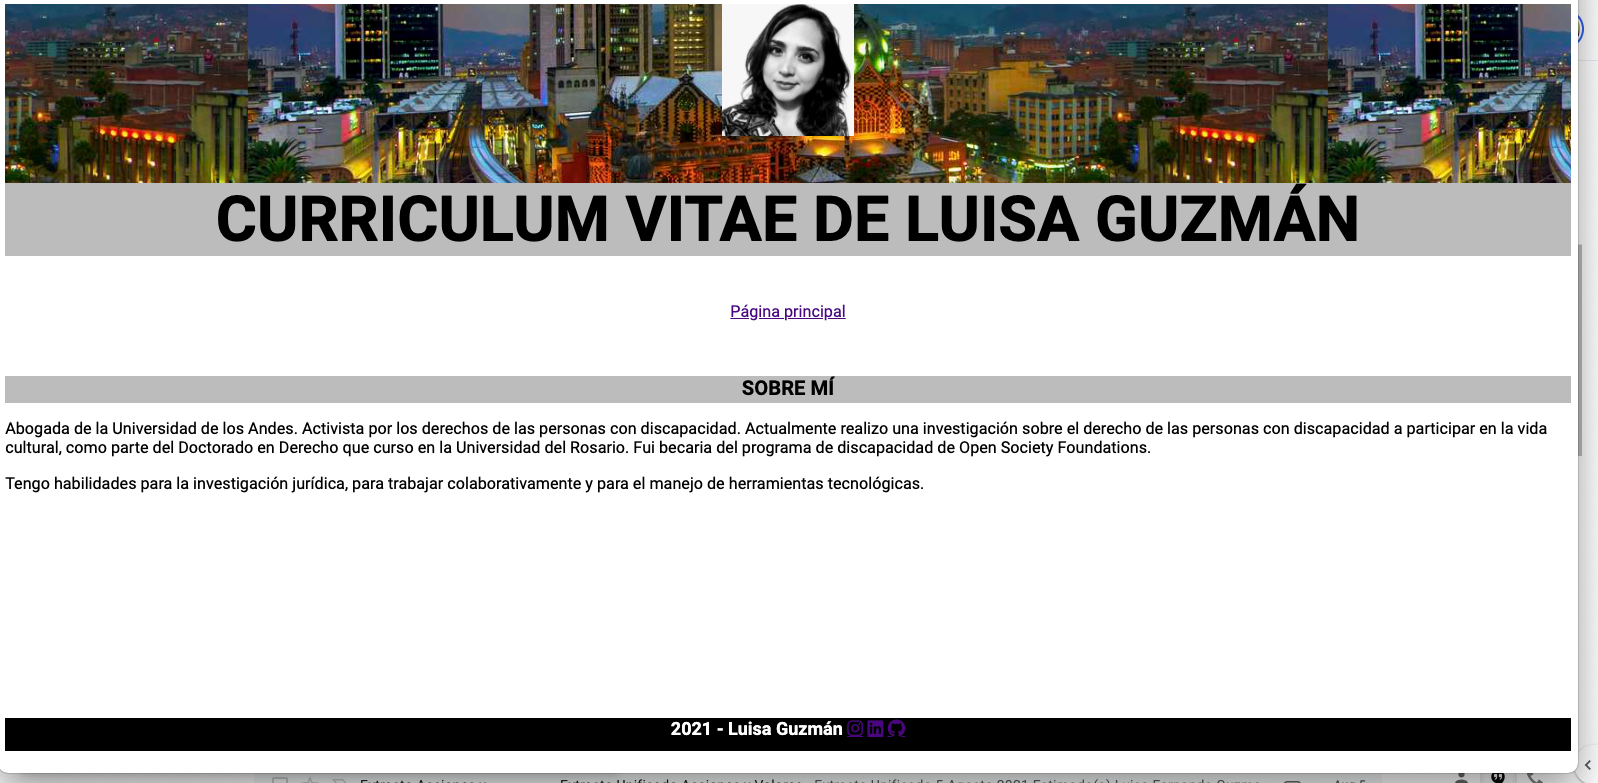 CURRICULUM VITAE DE LUISA GUZMÁN
Página principal
SOBRE MÍ
Abogada de la Universidad de los Andes. Activista por los derechos de las personas con discapacidad. Actualmente realizo una investigación sobre el derecho de las personas con discapacidad a participar en la vida
cultural, como parte del Doctorado en Derecho que curso en la Universidad del Rosario. Fui becaria del programa de discapacidad de Open Society Foundations.
Tengo habilidades para la investigación jurídica, para trabajar colaborativamente y para el manejo de herramientas tecnológicas.
2021 - Luisa Guzmán